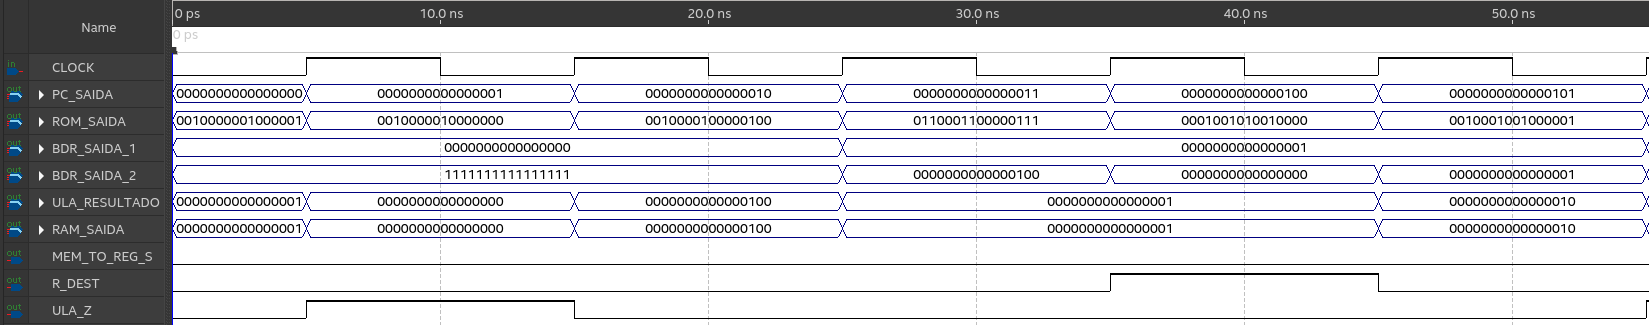 Name
0 ps 10.0 ns 20.0 ns 30.0 ns 40.0 ns 50.0 ns
0 ps
in CLOCK
out PC_SAIDA 0000000000000000 0000000000000001 0000000000000010 0000000000000011 0000000000000100 0000000000000101
out ROM_SAIDA 0010000001000001 0010000010000000 0010000100000100 0110001100000111 0001001010010000 0010001001000001
out BDR_SAIDA_1 0000000000000000 0000000000000001
out BDR_SAIDA_2 1111111111111111 0000000000000100 0000000000000000 0000000000000001
out ULA_RESULTADO 0000000000000001 0000000000000000 0000000000000100 0000000000000001 0000000000000010
out RAM_SAIDA 0000000000000001 0000000000000000 0000000000000100 0000000000000001 0000000000000010
out MEM_TO_REG_S
out R_DEST
out ULA_Z